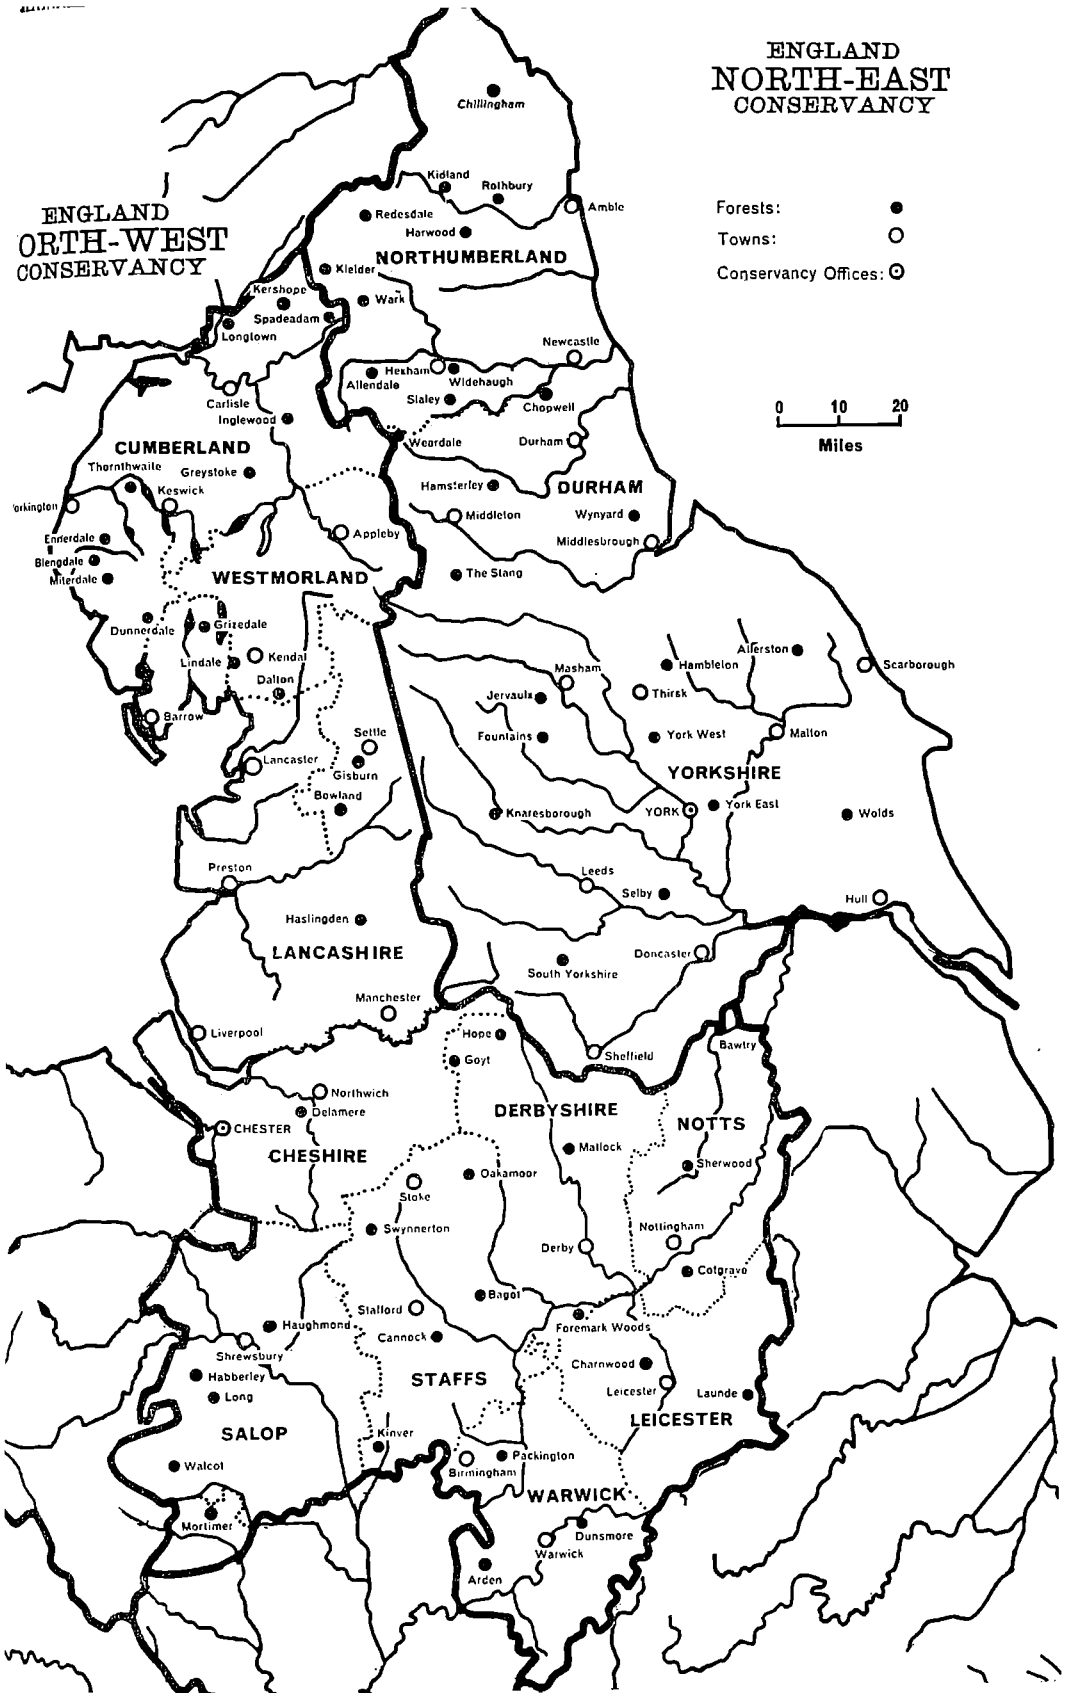 ENGLAND
NORTH-EAST
CONSERVANCY
Chillingham
Kidland
Rothbury
Amble
Redesdale
Harwood
Forests:
Towns:
Conservancy Offices:
ENGLAND
ORTH-WEST
CONSERVANCY
NORTHUMBERLAND
Kielder
Kershope
Wark
Spadeadam
Longtown
Newcastle
Hexham
Widehaugh
Allendale
Slaley
Chopwell
Carlisle
Inglewood
0 10 20
Miles
Weardale
Durham
CUMBERLAND
Thornthwaite
Greystoke
Keswick
orkington
Hamsterley
DURHAM
Middleton
Wynyard
Appleby
Middlesbrough
Ennerdale
Blengdale
Miterdale
WESTMORLAND
The Stang
Dunnerdale
Grizedale
Lindale
Kendal
Dalton
Barrow
Masham
Hambleton
Allerston
Scarborough
Jervaulx
Thirsk
Fountains
York West
Malton
Settle
Lancaster
Gisburn
Bowland
YORKSHIRE
Knaresborough
YORK
York East
Wolds
Preston
Leeds
Selby
Hull
Haslingden
LANCASHIRE
Doncaster
South Yorkshire
Manchester
Liverpool
Hope
Goyt
Sheffield
Bawtry
Northwich
Delamere
CHESTER
CHESHIRE
DERBYSHIRE
NOTTS
Matlock
Sherwood
Oakamoor
Stoke
Swynnerton
Nottingham
Derby
Cotgrave
Bagot
Stafford
Haughmond
Cannock
Foremark Woods
Shrewsbury
Habberley
Long
Charnwood
Leicester
Launde
STAFFS
SALOP
LEICESTER
Kinver
Walcot
Packington
Birmingham
WARWICK
Mortimer
Dunsmore
Warwick
Arden